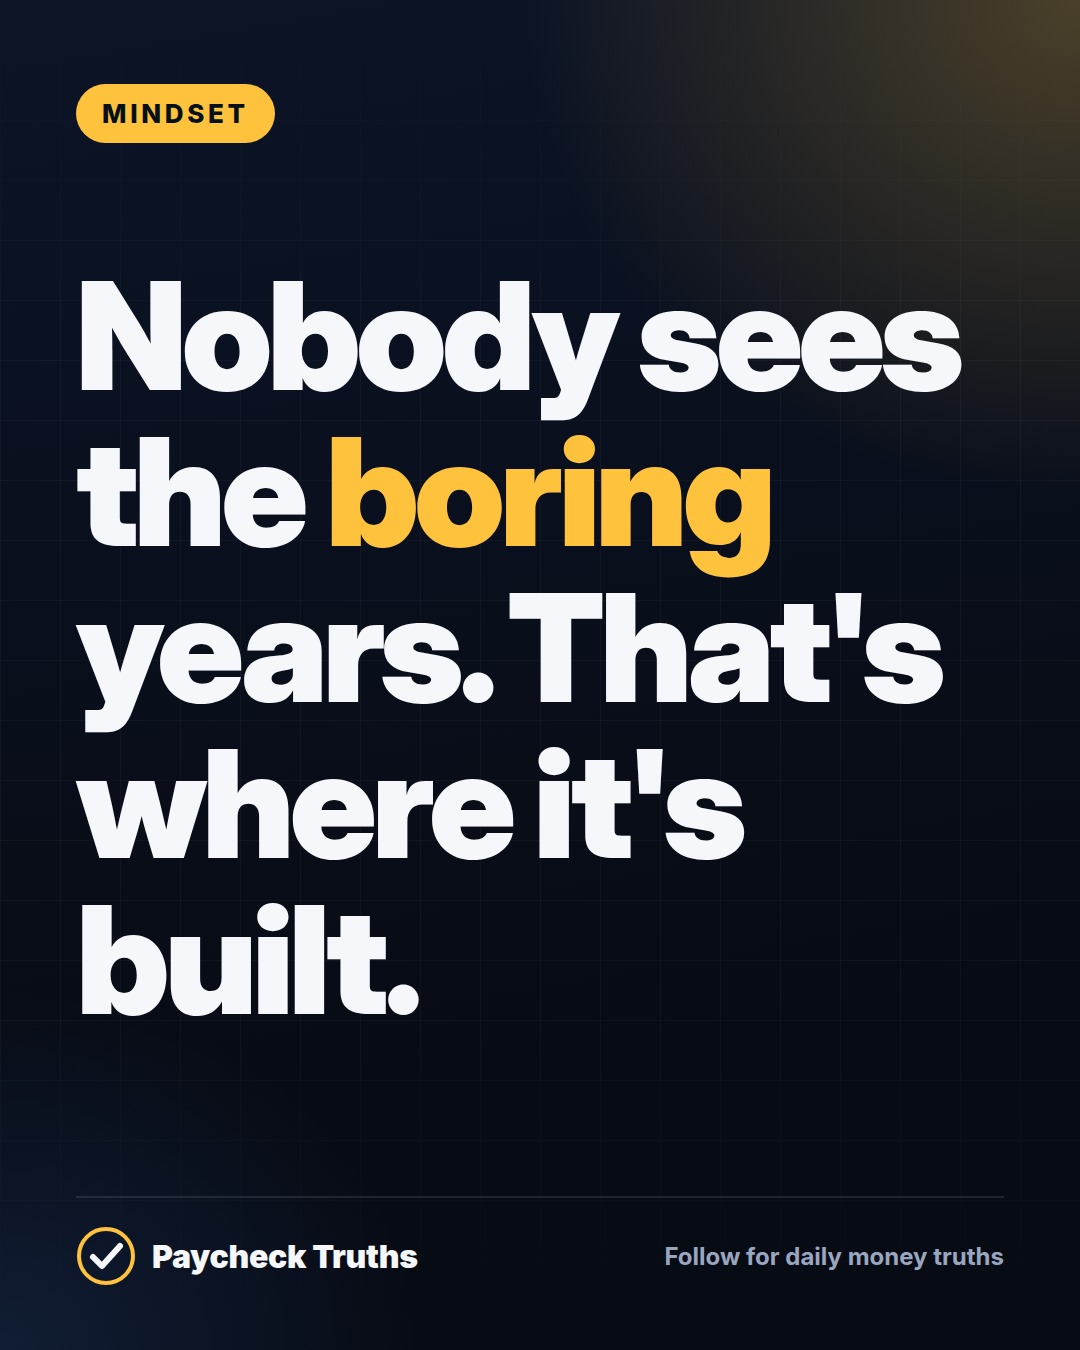 MINDSET
Nobody sees
the boring
years. That's
where it's
built.
Paycheck Truths
Follow for daily money truths